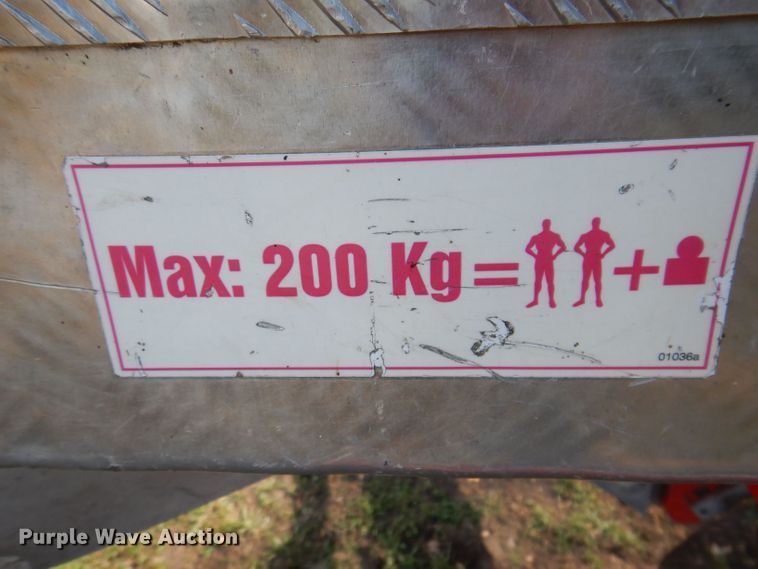 Max: 200 Kg = +
01036a
Purple Wave Auction